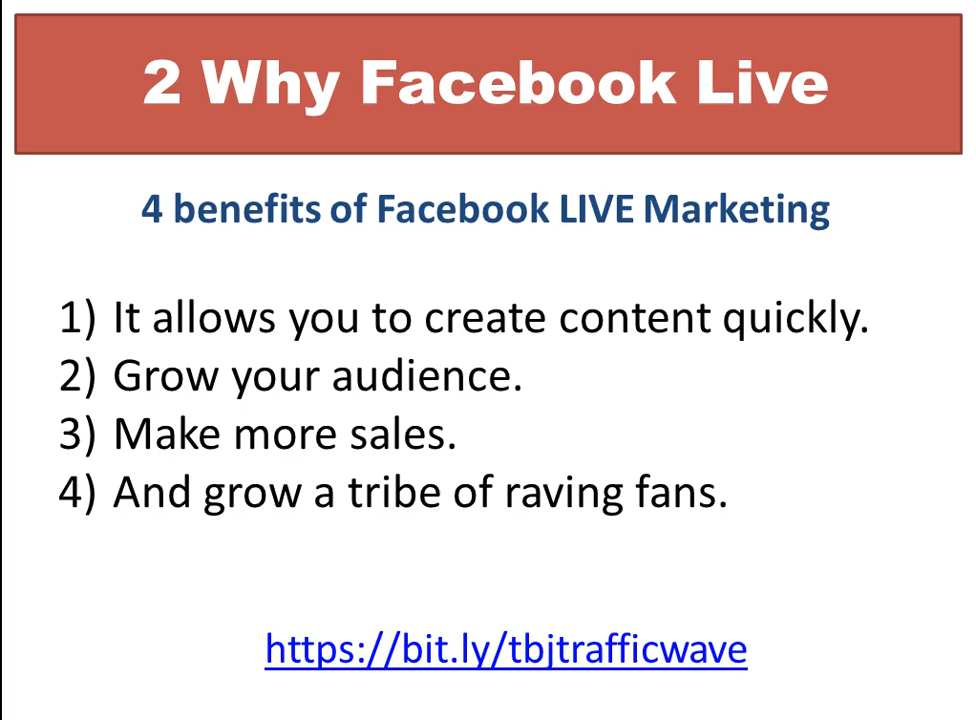 2 Why Facebook Live
4 benefits of Facebook LIVE Marketing
1) It allows you to create content quickly.
2) Grow your audience.
3) Make more sales.
4) And grow a tribe of raving fans.
https://bit.ly/tbjtrafficwave